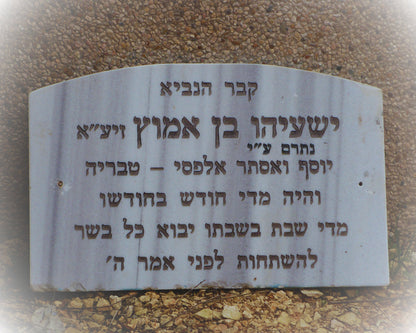 קבר הנביא
ישעיהו בן אמוץ זיע"א
נתרם ע"י
יוסף ואסתר אלפסי - טבריה
והיה מדי חודש בחודשו
מדי שבת בשבתו יבוא כל בשר
להשתחות לפני אמר ה'